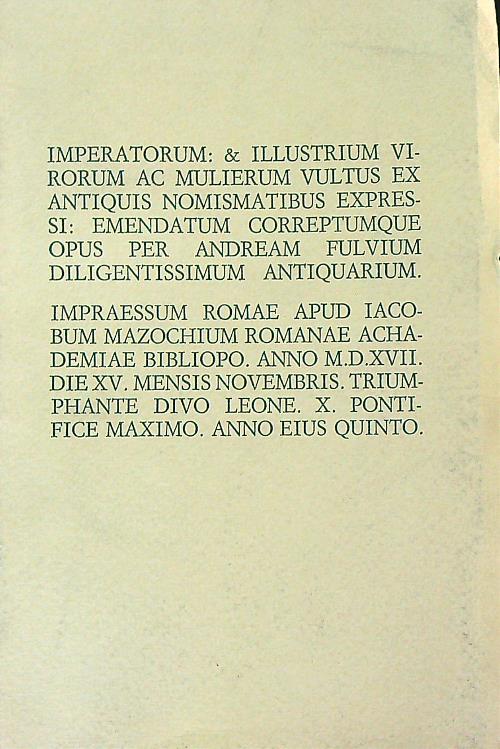 IMPERATORUM: & ILLUSTRIUM VI-
RORUM AC MULIERUM VULTUS EX
ANTIQUIS NOMISMATIBUS EXPRES-
SI: EMENDATUM CORREPTUMQUE
OPUS PER ANDREAM FULVIUM
DILIGENTISSIMUM ANTIQUARIUM.
IMPRAESSUM ROMAE APUD IACO-
BUM MAZOCHIUM ROMANAE ACHA-
DEMIAE BIBLIOPO. ANNO M.D.XVII.
DIE XV. MENSIS NOVEMBRIS. TRIUM-
PHANTE DIVO LEONE. X. PONTI-
FICE MAXIMO. ANNO EIUS QUINTO.